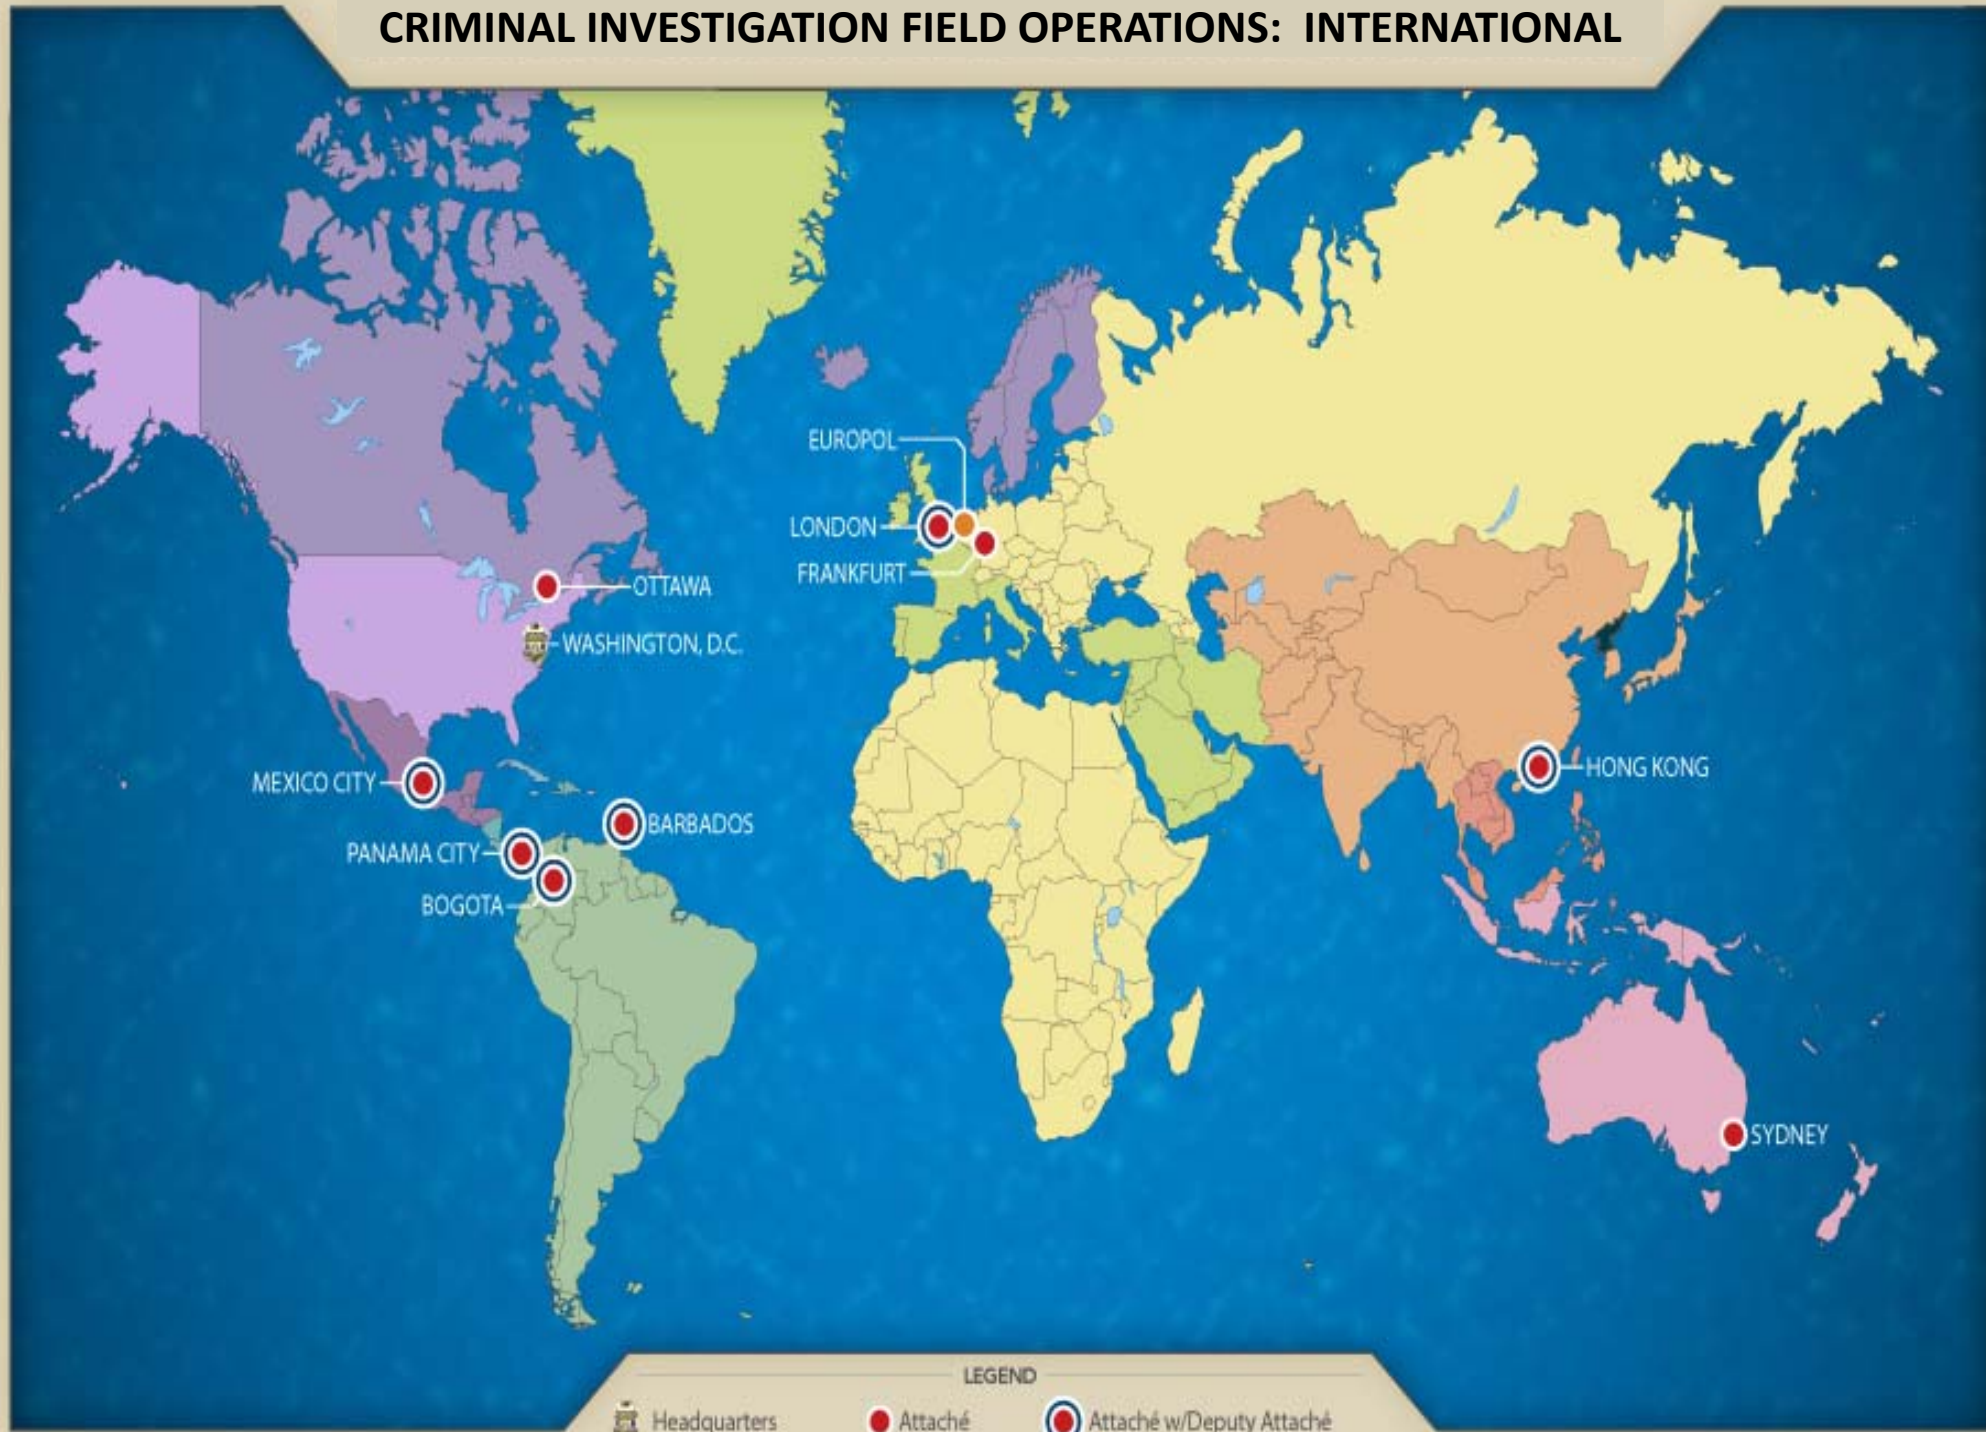 CRIMINAL INVESTIGATION FIELD OPERATIONS:  INTERNATIONAL
EUROPOL
LONDON
FRANKFURT
OTTAWA
WASHINGTON, D.C.
MEXICO CITY
HONG KONG
BARBADOS
PANAMA CITY
BOGOTA
SYDNEY
LEGEND
Headquarters
Attaché
Attaché w/Deputy Attaché